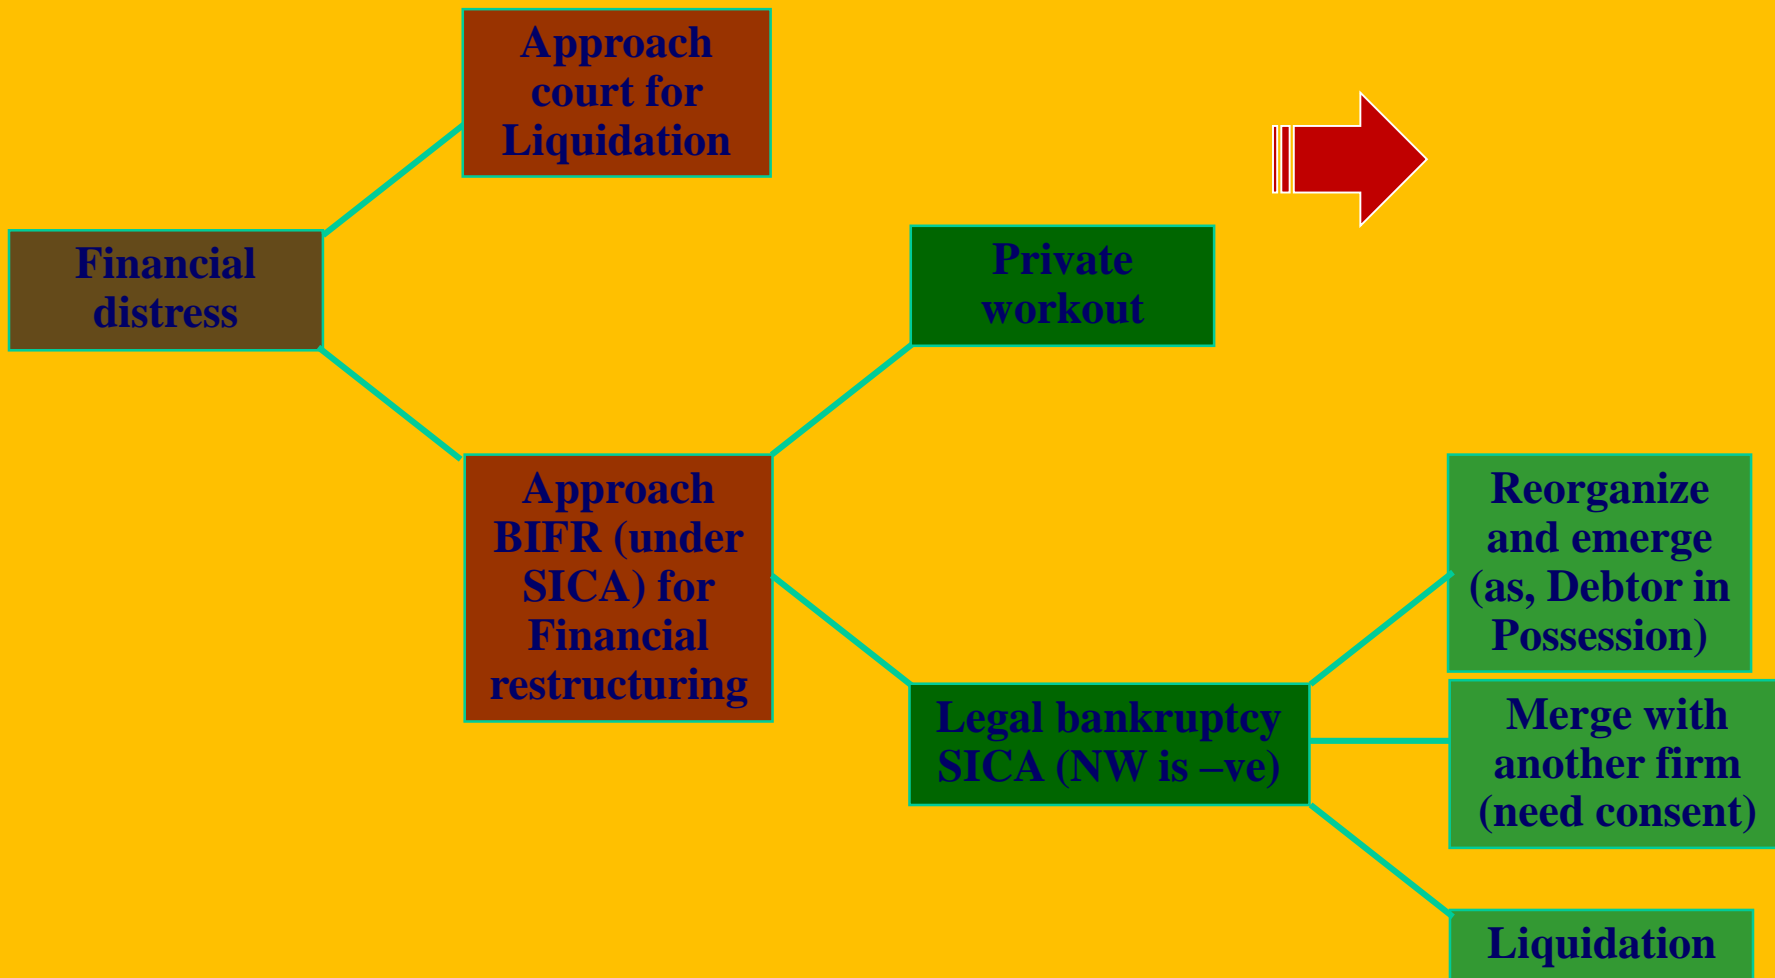 Approach
court for
Liquidation
Financial
distress
Private
workout
Approach
BIFR (under
SICA) for
Financial
restructuring
Legal bankruptcy
SICA (NW is –ve)
Reorganize
and emerge
(as, Debtor in
Possession)
Merge with
another firm
(need consent)
Liquidation